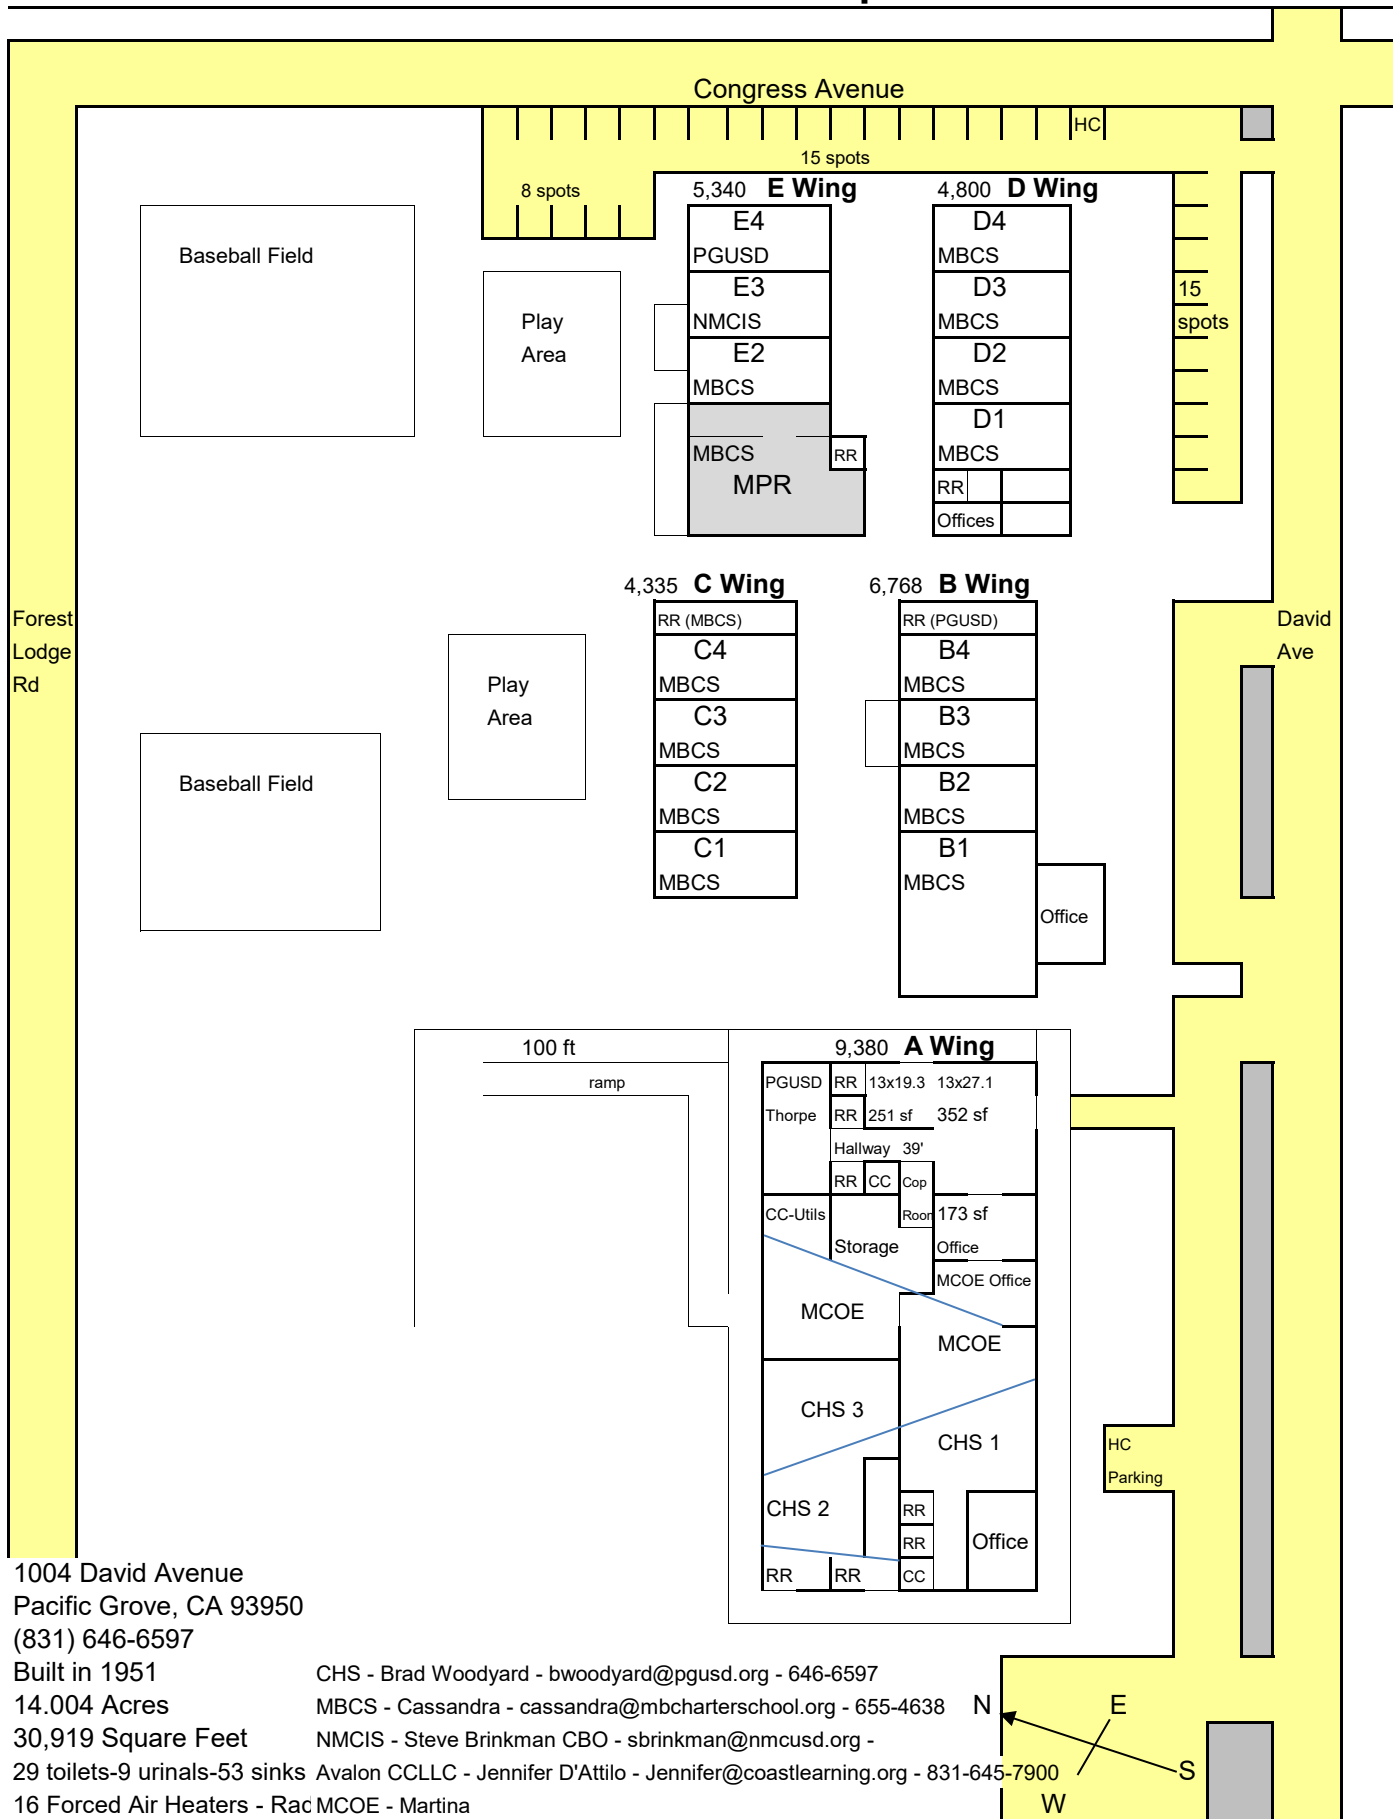 Congress Avenue
HC
15 spots
8 spots
5,340 E Wing
4,800 D Wing
E4
PGUSD
E3
NMCIS
E2
MBCS
MBCS
RR
MPR
D4
MBCS
D3
MBCS
D2
MBCS
D1
MBCS
RR
Offices
15
spots
Baseball Field
Play
Area
Forest
Lodge
Rd
David
Ave
4,335 C Wing
6,768 B Wing
RR (MBCS)
C4
MBCS
C3
MBCS
C2
MBCS
C1
MBCS
RR (PGUSD)
B4
MBCS
B3
MBCS
B2
MBCS
B1
MBCS
Office
Play
Area
Baseball Field
100 ft
ramp
9,380 A Wing
PGUSD RR 13x19.3 13x27.1
Thorpe RR 251 sf 352 sf
Hallway 39'
RR CC Cop
CC-Utils Roor 173 sf
Storage Office
MCOE Office
MCOE
MCOE
CHS 3
CHS 1
HC
Parking
CHS 2
RR
RR
Office
RR RR CC
1004 David Avenue
Pacific Grove, CA 93950
(831) 646-6597
Built in 1951
14.004 Acres
30,919 Square Feet
29 toilets-9 urinals-53 sinks
16 Forced Air Heaters - Rad
CHS - Brad Woodyard - bwoodyard@pgusd.org - 646-6597
MBCS - Cassandra - cassandra@mbcharterschool.org - 655-4638
NMCIS - Steve Brinkman CBO - sbrinkman@nmcusd.org -
Avalon CCLLC - Jennifer D'Attilo - Jennifer@coastlearning.org - 831-645-7900
MCOE - Martina
N
E
S
W